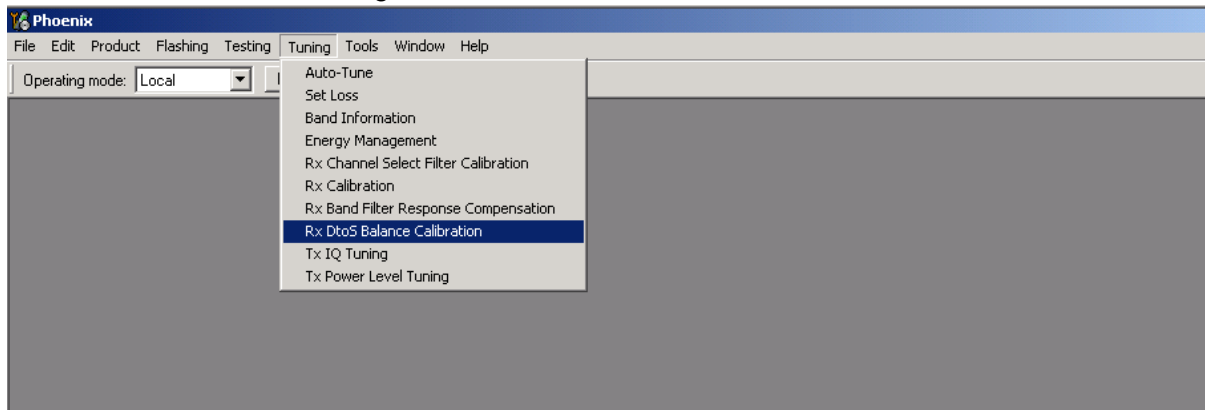 Phoenix
File Edit Product Flashing Testing Tuning Tools Window Help
Operating mode: Local
Auto-Tune
Set Loss
Band Information
Energy Management
Rx Channel Select Filter Calibration
Rx Calibration
Rx Band Filter Response Compensation
Rx DtoS Balance Calibration
Tx IQ Tuning
Tx Power Level Tuning